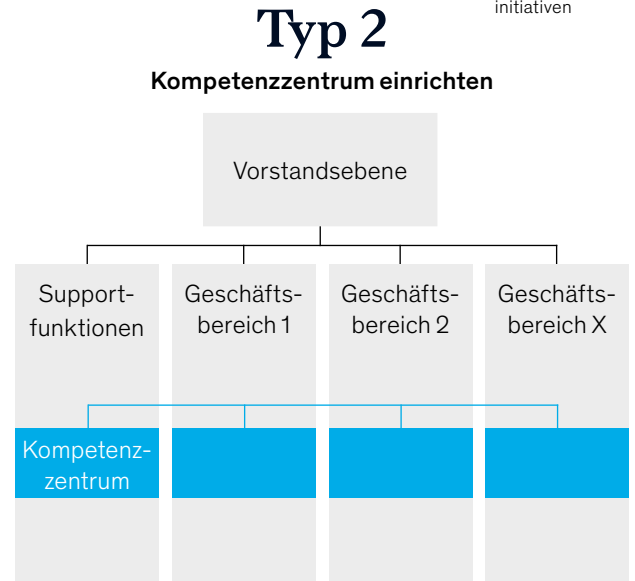 initiativen
Typ 2
Kompetenzzentrum einrichten
Vorstandsebene
Support-
funktionen
Geschäfts-
bereich 1
Geschäfts-
bereich 2
Geschäfts-
bereich X
Kompetenz-
zentrum